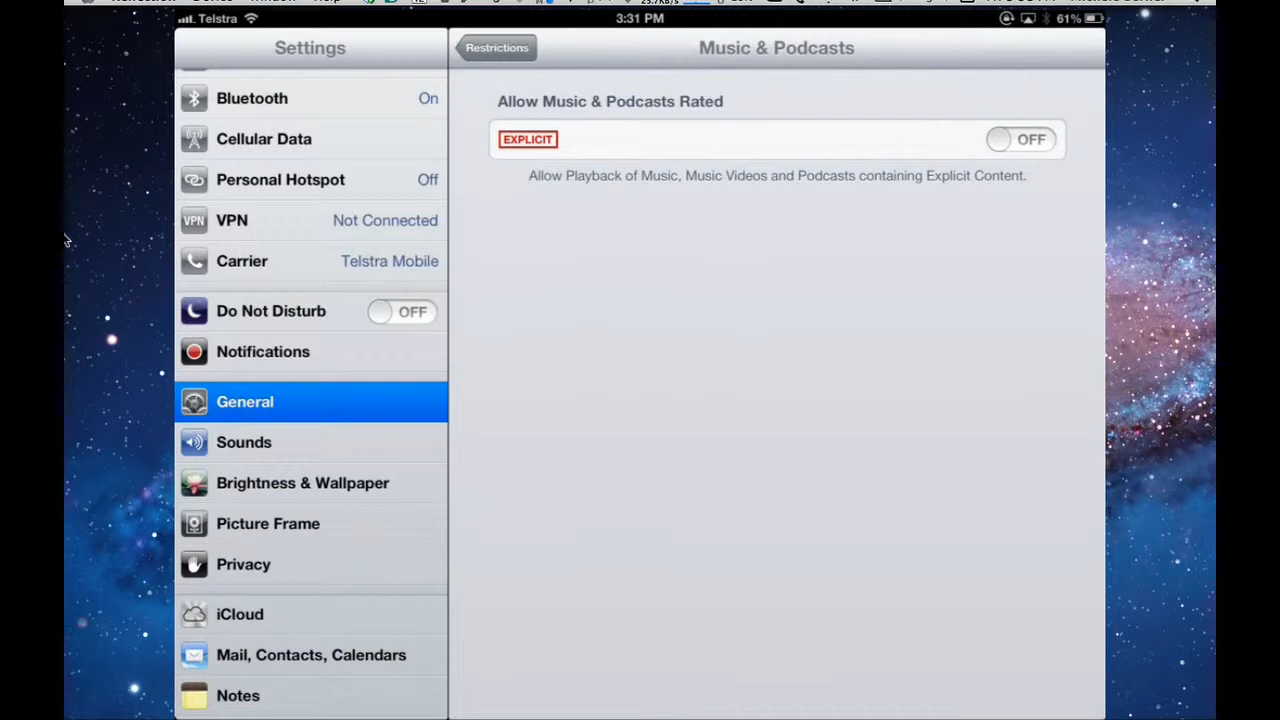 Telstra 3:31 PM 61%
Settings
Restrictions
Music & Podcasts
Bluetooth On
Cellular Data
Personal Hotspot Off
VPN VPN Not Connected
Carrier Telstra Mobile
Do Not Disturb OFF
Notifications
General
Sounds
Brightness & Wallpaper
Picture Frame
Privacy
iCloud
Mail, Contacts, Calendars
Notes
Allow Music & Podcasts Rated
EXPLICIT OFF
Allow Playback of Music, Music Videos and Podcasts containing Explicit Content.